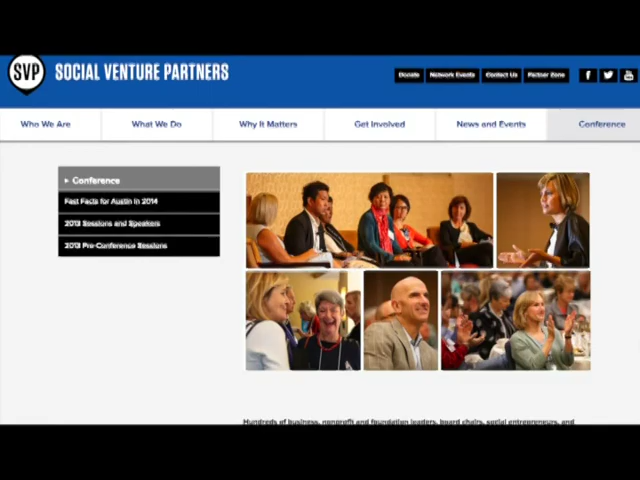 SVP SOCIAL VENTURE PARTNERS
Donate Network Events Contact Us Partner Zone
Who We Are What We Do Why It Matters Get Involved News and Events Conference
Conference
Fast Facts for Austin in 2014
2013 Sessions and Speakers
2013 Pre-Conference Sessions
Hundreds of business, nonprofit and foundation leaders, board chairs, social entrepreneurs, and